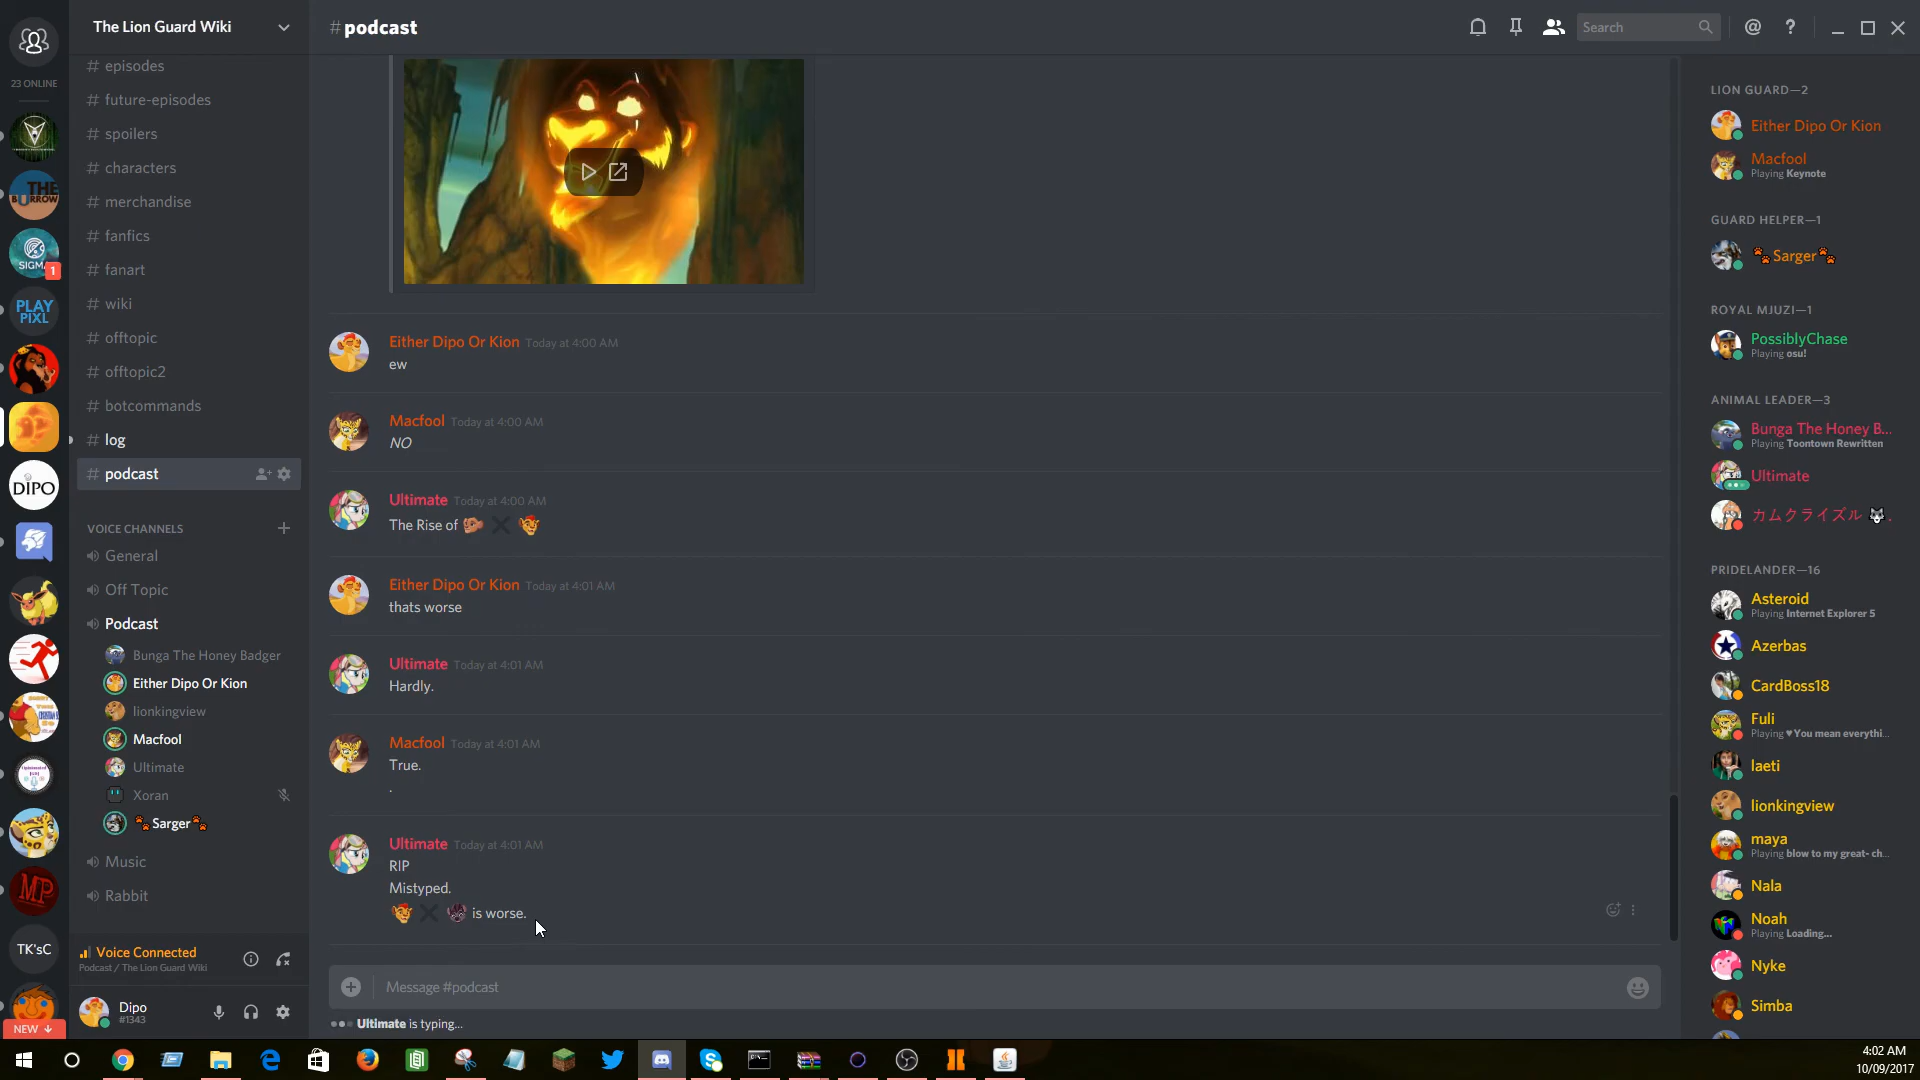 The Lion Guard Wiki
#podcast
Search
23 ONLINE
THE
BURROW
SIGMA
1
PLAY
PIXL
DIPO
MP
TK'sC
NEW
# episodes
# future-episodes
# spoilers
# characters
# merchandise
# fanfics
# fanart
# wiki
# offtopic
# offtopic2
# botcommands
# log
# podcast
VOICE CHANNELS
General
Off Topic
Podcast
Bunga The Honey Badger
Either Dipo Or Kion
lionkingview
Macfool
Ultimate
Xoran
🐾Sarger🐾
Music
Rabbit
Voice Connected
Podcast / The Lion Guard Wiki
Dipo
#1343
Either Dipo Or Kion Today at 4:00 AM
ew
Macfool Today at 4:00 AM
NO
Ultimate Today at 4:00 AM
The Rise of
Either Dipo Or Kion Today at 4:01 AM
thats worse
Ultimate Today at 4:01 AM
Hardly.
Macfool Today at 4:01 AM
True.
.
Ultimate Today at 4:01 AM
RIP
Mistyped.
is worse.
Message #podcast
Ultimate is typing...
LION GUARD—2
Either Dipo Or Kion
Macfool
Playing Keynote
GUARD HELPER—1
🐾Sarger🐾
ROYAL MJUZI—1
PossiblyChase
Playing osu!
ANIMAL LEADER—3
Bunga The Honey B...
Playing Toontown Rewritten
Ultimate
カムクライズル
PRIDELANDER—16
Asteroid
Playing Internet Explorer 5
Azerbas
CardBoss18
Fuli
Playing ♥You mean everythi...
laeti
lionkingview
maya
Playing blow to my great- ch...
Nala
Noah
Playing Loading...
Nyke
Simba
4:02 AM
10/09/2017